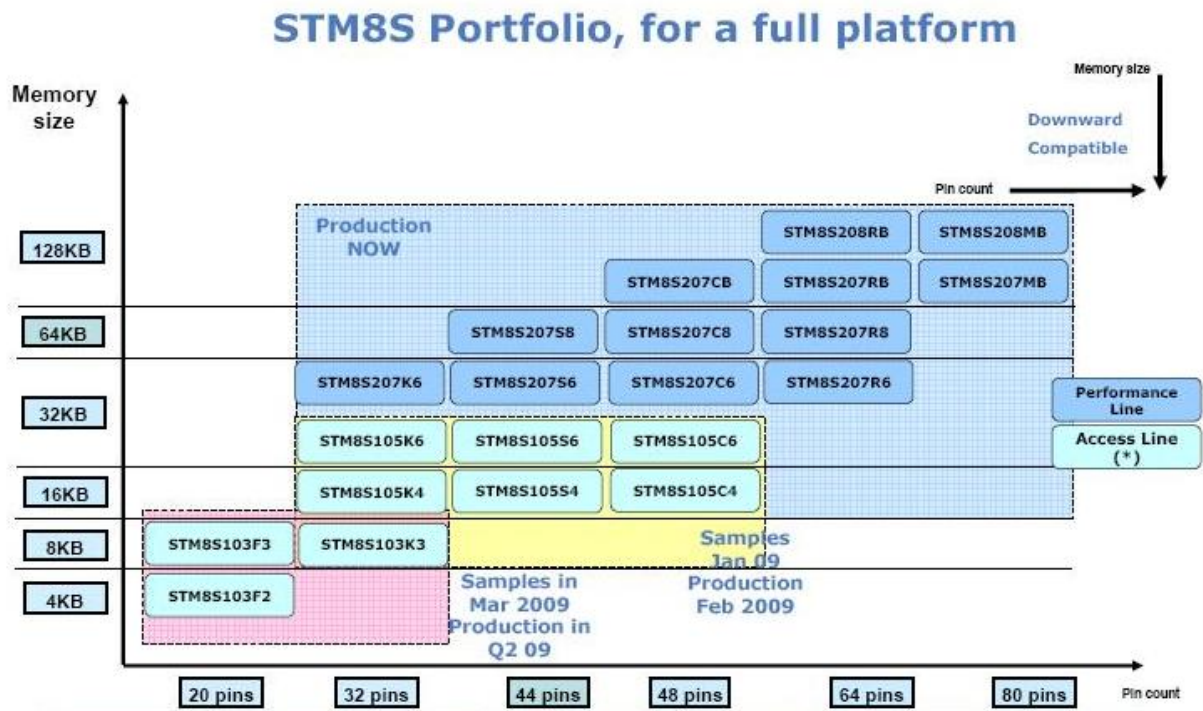 STM8S Portfolio, for a full platform
Memory size
Memory
size
Downward
Compatible
Pin count
Production
NOW
128KB
STM8S208RB
STM8S208MB
STM8S207CB
STM8S207RB
STM8S207MB
64KB
STM8S207S8
STM8S207C8
STM8S207R8
32KB
STM8S207K6
STM8S207S6
STM8S207C6
STM8S207R6
Performance
Line
STM8S105K6
STM8S105S6
STM8S105C6
Access Line
(*)
16KB
STM8S105K4
STM8S105S4
STM8S105C4
8KB
STM8S103F3
STM8S103K3
Samples
Jan 09
Production
Feb 2009
4KB
STM8S103F2
Samples in
Mar 2009
Production in
Q2 09
20 pins
32 pins
44 pins
48 pins
64 pins
80 pins
Pin count